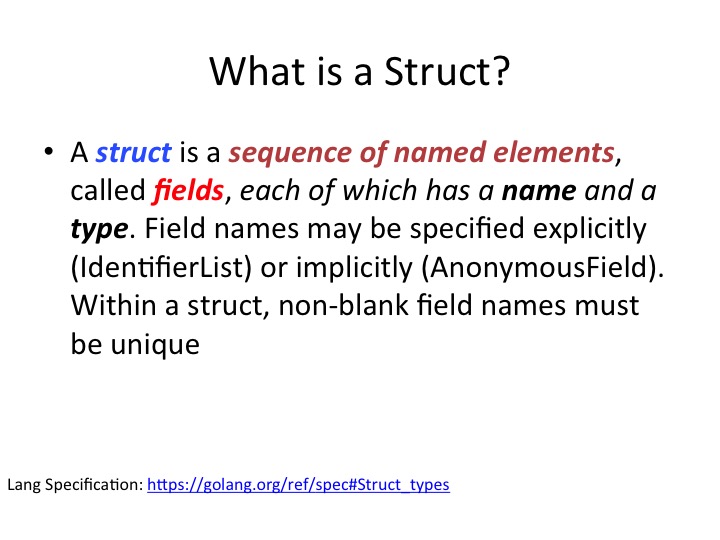 What is a Struct?
• A struct is a sequence of named elements,
called fields, each of which has a name and a
type. Field names may be specified explicitly
(IdentifierList) or implicitly (AnonymousField).
Within a struct, non-blank field names must
be unique
Lang Specification: https://golang.org/ref/spec#Struct_types